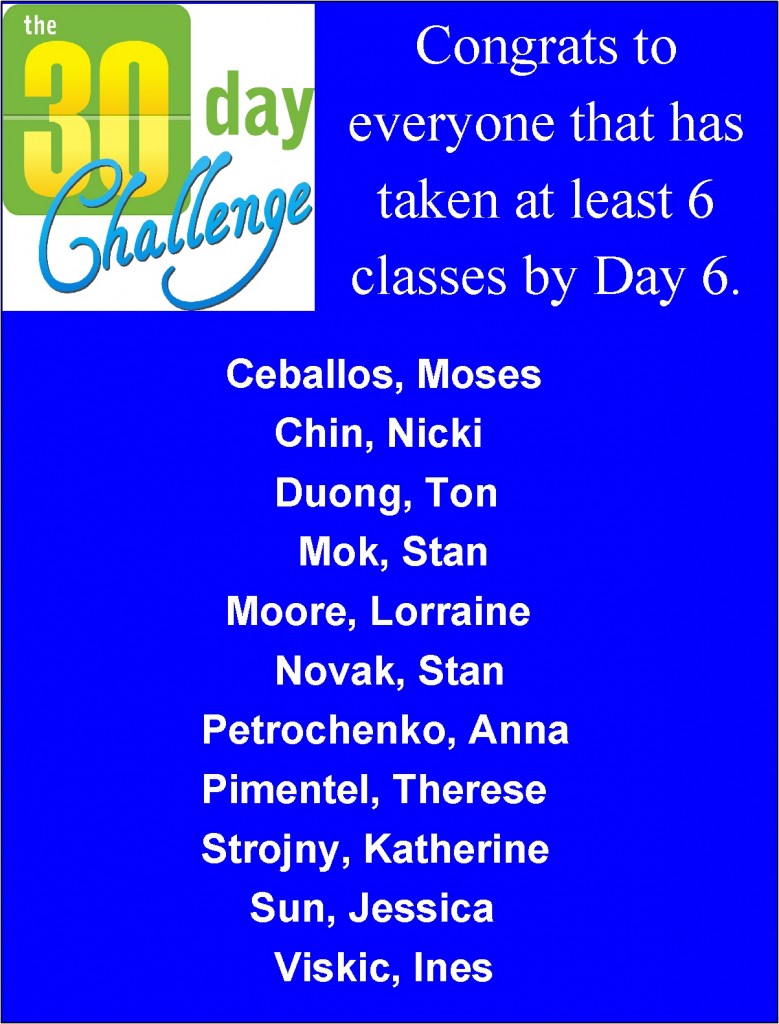 the
30 day
Challenge
Congrats to
everyone that has
taken at least 6
classes by Day 6.
Ceballos, Moses
Chin, Nicki
Duong, Ton
Mok, Stan
Moore, Lorraine
Novak, Stan
Petrochenko, Anna
Pimentel, Therese
Strojny, Katherine
Sun, Jessica
Viskic, Ines